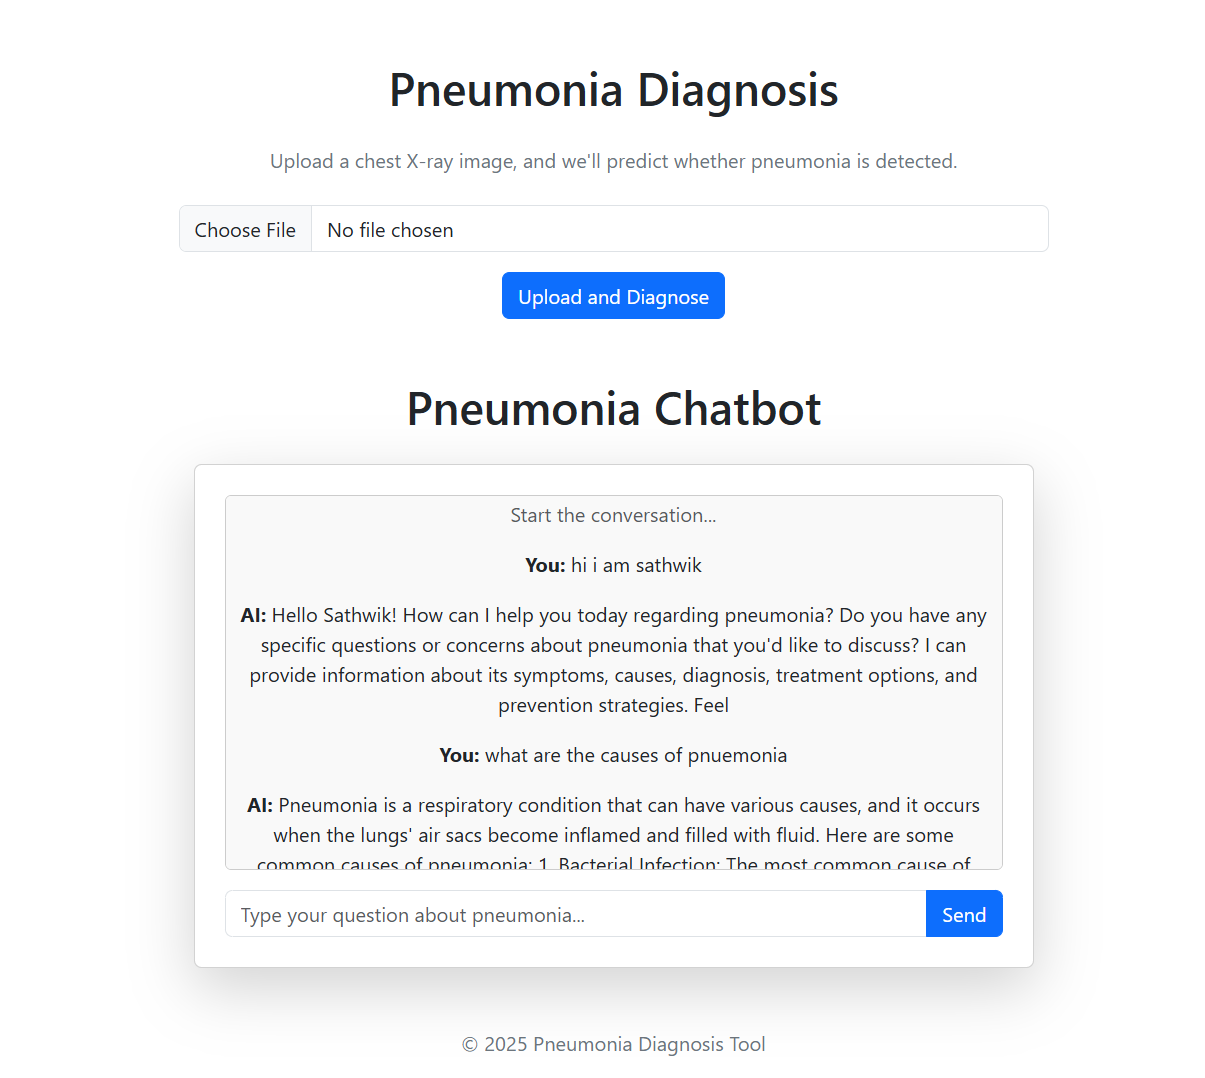 Pneumonia Diagnosis
Upload a chest X-ray image, and we'll predict whether pneumonia is detected.
Choose File No file chosen
Upload and Diagnose
Pneumonia Chatbot
Start the conversation...
You: hi i am sathwik
AI: Hello Sathwik! How can I help you today regarding pneumonia? Do you have any
specific questions or concerns about pneumonia that you'd like to discuss? I can
provide information about its symptoms, causes, diagnosis, treatment options, and
prevention strategies. Feel
You: what are the causes of pnuemonia
AI: Pneumonia is a respiratory condition that can have various causes, and it occurs
when the lungs' air sacs become inflamed and filled with fluid. Here are some
common causes of pneumonia: 1. Bacterial Infection: The most common cause of
Type your question about pneumonia...
Send
© 2025 Pneumonia Diagnosis Tool